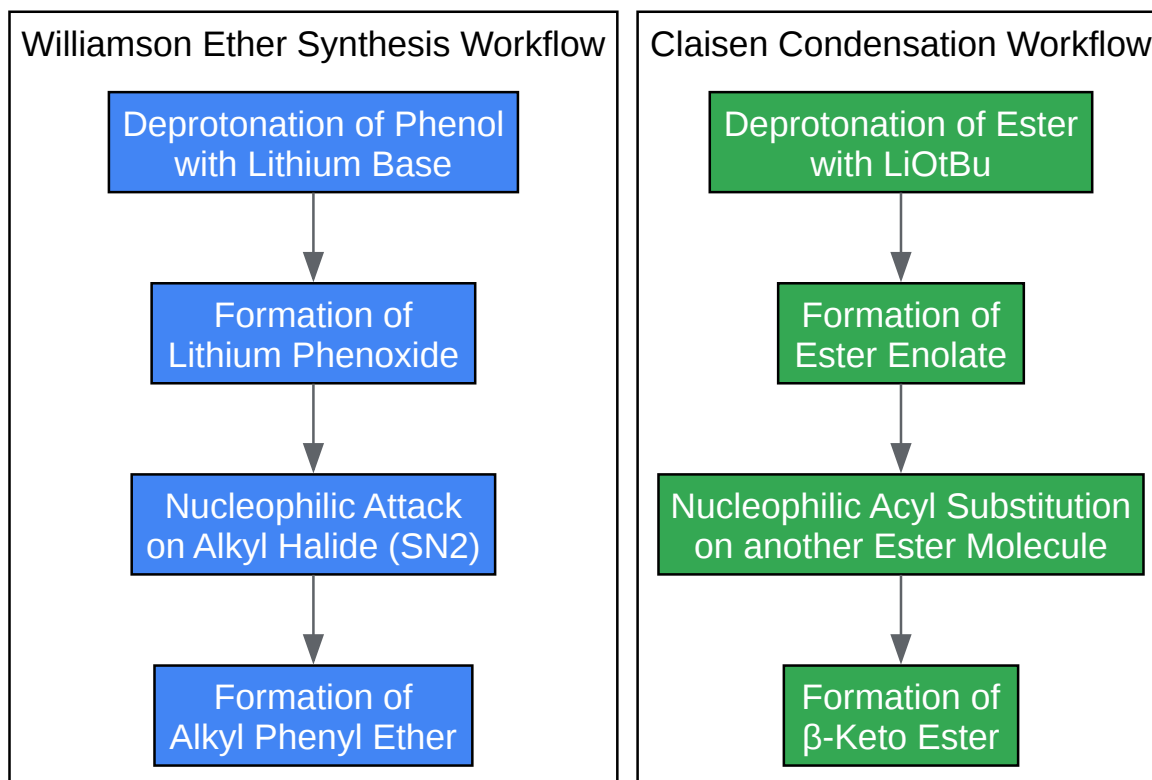 Williamson Ether Synthesis Workflow
Deprotonation of Phenol
with Lithium Base
Formation of
Lithium Phenoxide
Nucleophilic Attack
on Alkyl Halide (SN2)
Formation of
Alkyl Phenyl Ether
Claisen Condensation Workflow
Deprotonation of Ester
with LiOtBu
Formation of
Ester Enolate
Nucleophilic Acyl Substitution
on another Ester Molecule
Formation of
β-Keto Ester